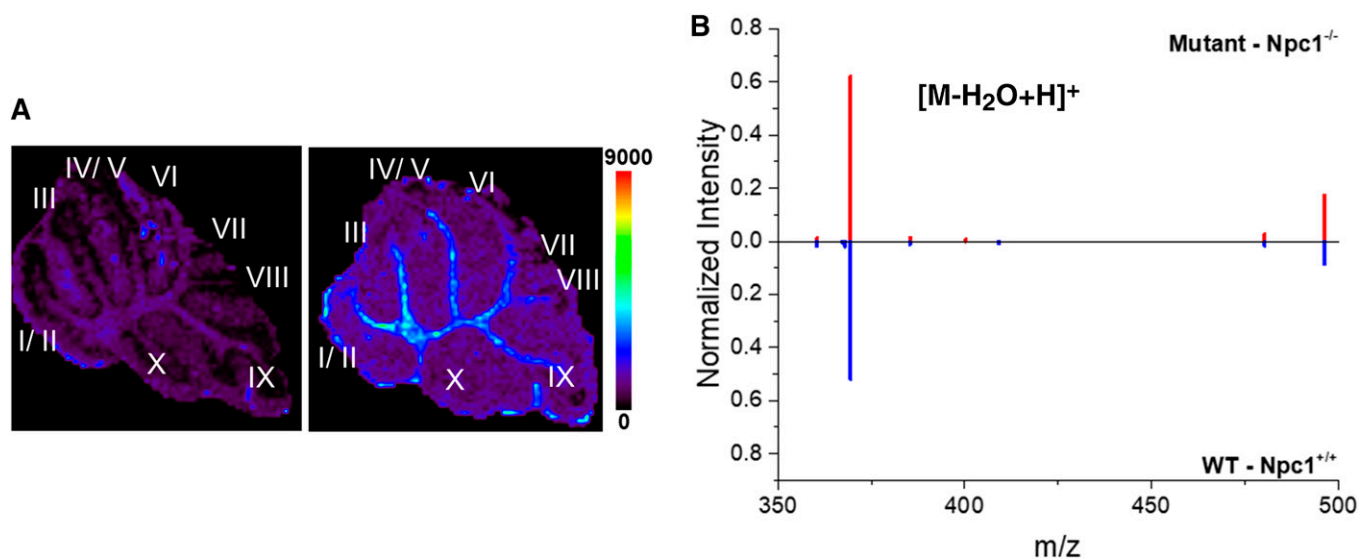 A
IV/ V
VI
III
VII
VIII
I/ II
X
IX
IV/ V
VI
III
VII
VIII
I/ II
X
IX
9000
0
B
Mutant - Npc1-/-
[M-H2O+H]+
Normalized Intensity
0.8
0.6
0.4
0.2
0.0
0.2
0.4
0.6
0.8
WT - Npc1+/+
350
400
450
500
m/z